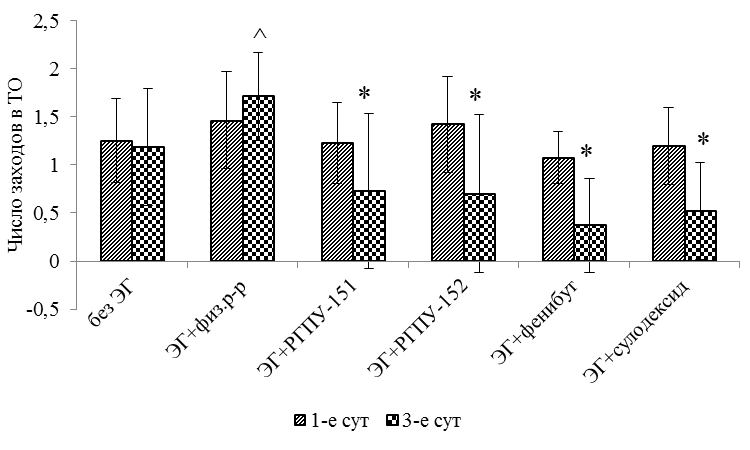 2,5
2
1,5
1
0,5
0
-0,5
Число заходов в ТО
^
*
*
*
*
без ЭГ
ЭГ+физ.р-р
ЭГ+РГПУ-151
ЭГ+РГПУ-152
ЭГ+фенибут
ЭГ+сулодексид
1-е сут
3-е сут